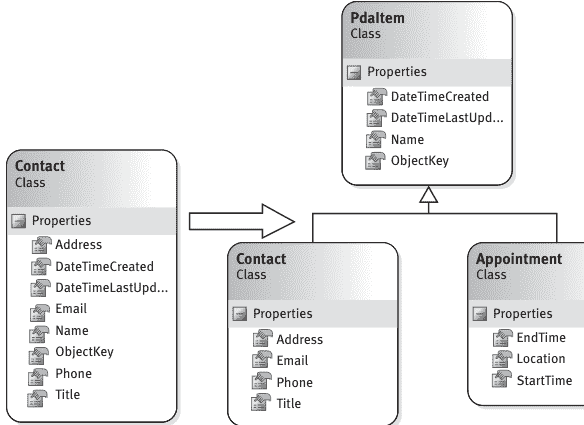 PdaItem
Class
Properties
DateTimeCreated
DateTimeLastUpd...
Name
ObjectKey
Contact
Class
Properties
Address
DateTimeCreated
DateTimeLastUpd...
Email
Name
ObjectKey
Phone
Title
Contact
Class
Properties
Address
Email
Phone
Title
Appointment
Class
Properties
EndTime
Location
StartTime